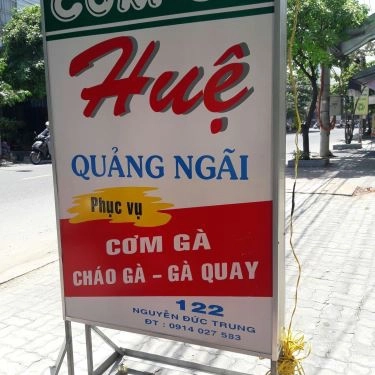 CƠM
Huệ
QUẢNG NGÃI
Phục vụ
CƠM GÀ
CHÁO GÀ - GÀ QUAY
122
NGUYỄN ĐỨC TRUNG
ĐT : 0914 027 583